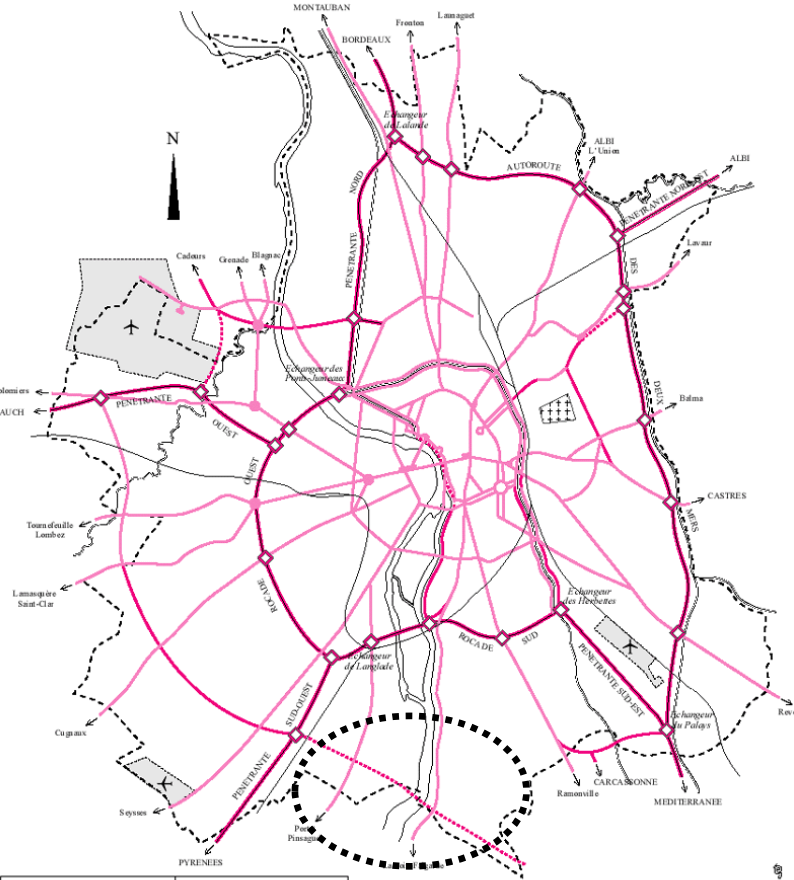 MONTAUBAN
BORDEAUX
Fronton
Launaguet
Echangeur
de Lalande
N
AUTOROUTE
ALBI
L'Union
ALBI
PENETRANTE NORD-EST
NORD
PENETRANTE
Lavaur
DES
Cadours
Grenade
Blagnac
Echangeur des
Ponts-Jumeaux
AUCH
PENETRANTE
OUEST
DEUX
Balma
OUEST
CASTRES
MERS
Tournefeuille
Lombez
Lamasquère
Saint-Clar
ROCADE
Echangeur
des Herbettes
ROCADE
SUD
Echangeur
de Langlade
PENETRANTE SUD-EST
SUD-OUEST
PENETRANTE
Echangeur
du Palays
Cugnaux
Seysses
PYRENEES
CARCASSONNE
Ramonville
MEDITERRANEE